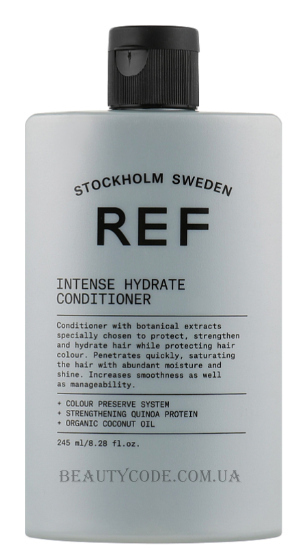 STOCKHOLM SWEDEN
REF
INTENSE HYDRATE
CONDITIONER
Conditioner with botanical extracts
specially chosen to protect, strengthen
and hydrate hair while protecting hair
colour. Penetrates quickly, saturating
the hair with abundant moisture and
shine. Increases smoothness as well
as manageability.
+ COLOUR PRESERVE SYSTEM
+ STRENGTHENING QUINOA PROTEIN
+ ORGANIC COCONUT OIL
245 ml/8.28 fl.oz.
BEAUTYCODE.COM.UA